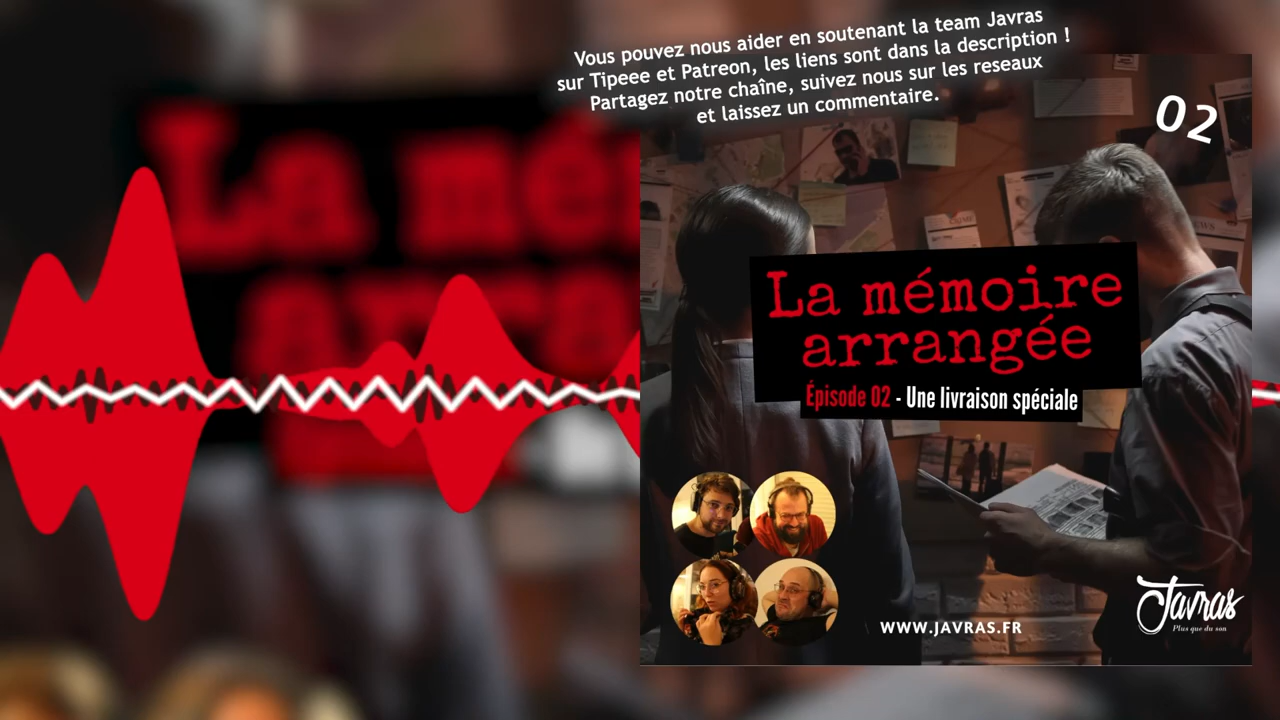 Vous pouvez nous aider en soutenant la team Javras
sur Tipeee et Patreon, les liens sont dans la description !
Partagez notre chaîne, suivez nous sur les reseaux
et laissez un commentaire.
02
La mémoire
arrangée
Épisode 02 - Une livraison spéciale
WWW.JAVRAS.FR
Javras
Plus que du son